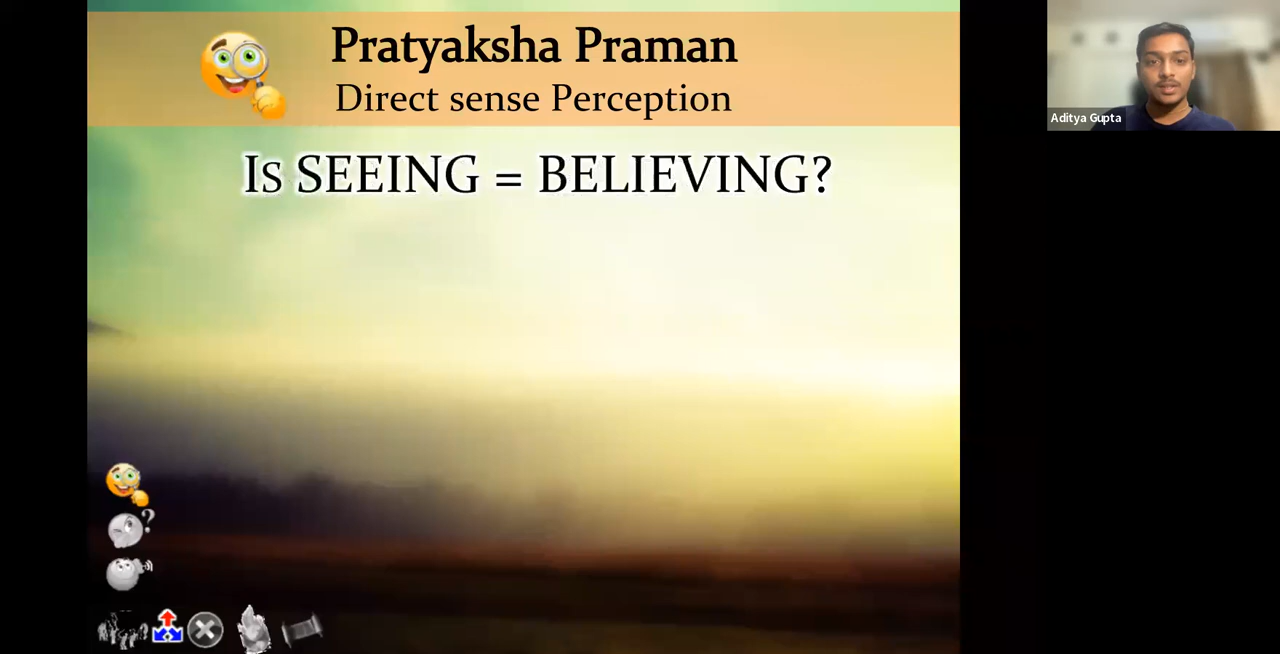 Pratyaksha Praman
Direct sense Perception
Is SEEING = BELIEVING?
Aditya Gupta